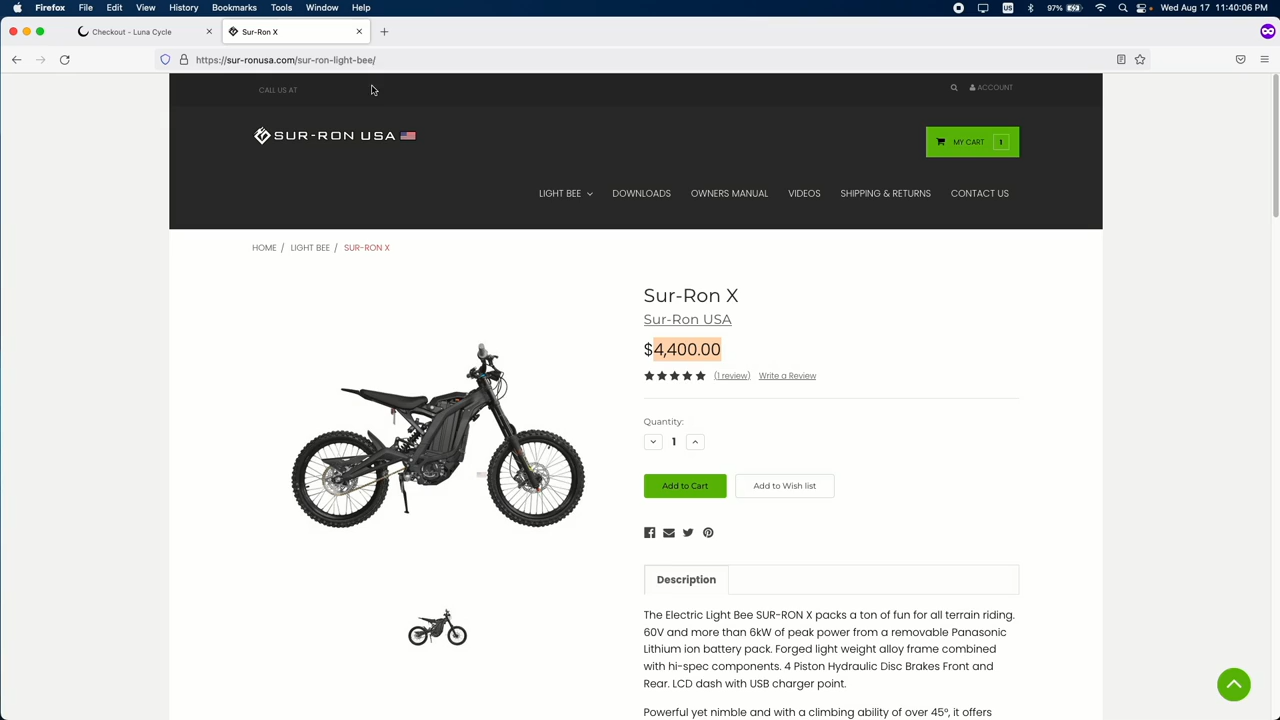 Firefox File Edit View History Bookmarks Tools Window Help 90% Wed Aug 17 11:40:06 PM
Checkout - Luna Cycle
Sur-Ron X
https://sur-ronusa.com/sur-ron-light-bee/
CALL US AT
ACCOUNT
SUR-RON USA
MY CART 1
LIGHT BEE DOWNLOADS OWNERS MANUAL VIDEOS SHIPPING & RETURNS CONTACT US
HOME / LIGHT BEE / SUR-RON X
Sur-Ron X
Sur-Ron USA
$4,400.00
(1 review) Write a Review
Quantity:
1
Add to Cart Add to Wish list
Description
The Electric Light Bee SUR-RON X packs a ton of fun for all terrain riding.
60V and more than 6kW of peak power from a removable Panasonic
Lithium ion battery pack. Forged light weight alloy frame combined
with hi-spec components. 4 Piston Hydraulic Disc Brakes Front and
Rear. LCD dash with USB charger point.
Powerful yet nimble and with a climbing ability of over 45º, it offers